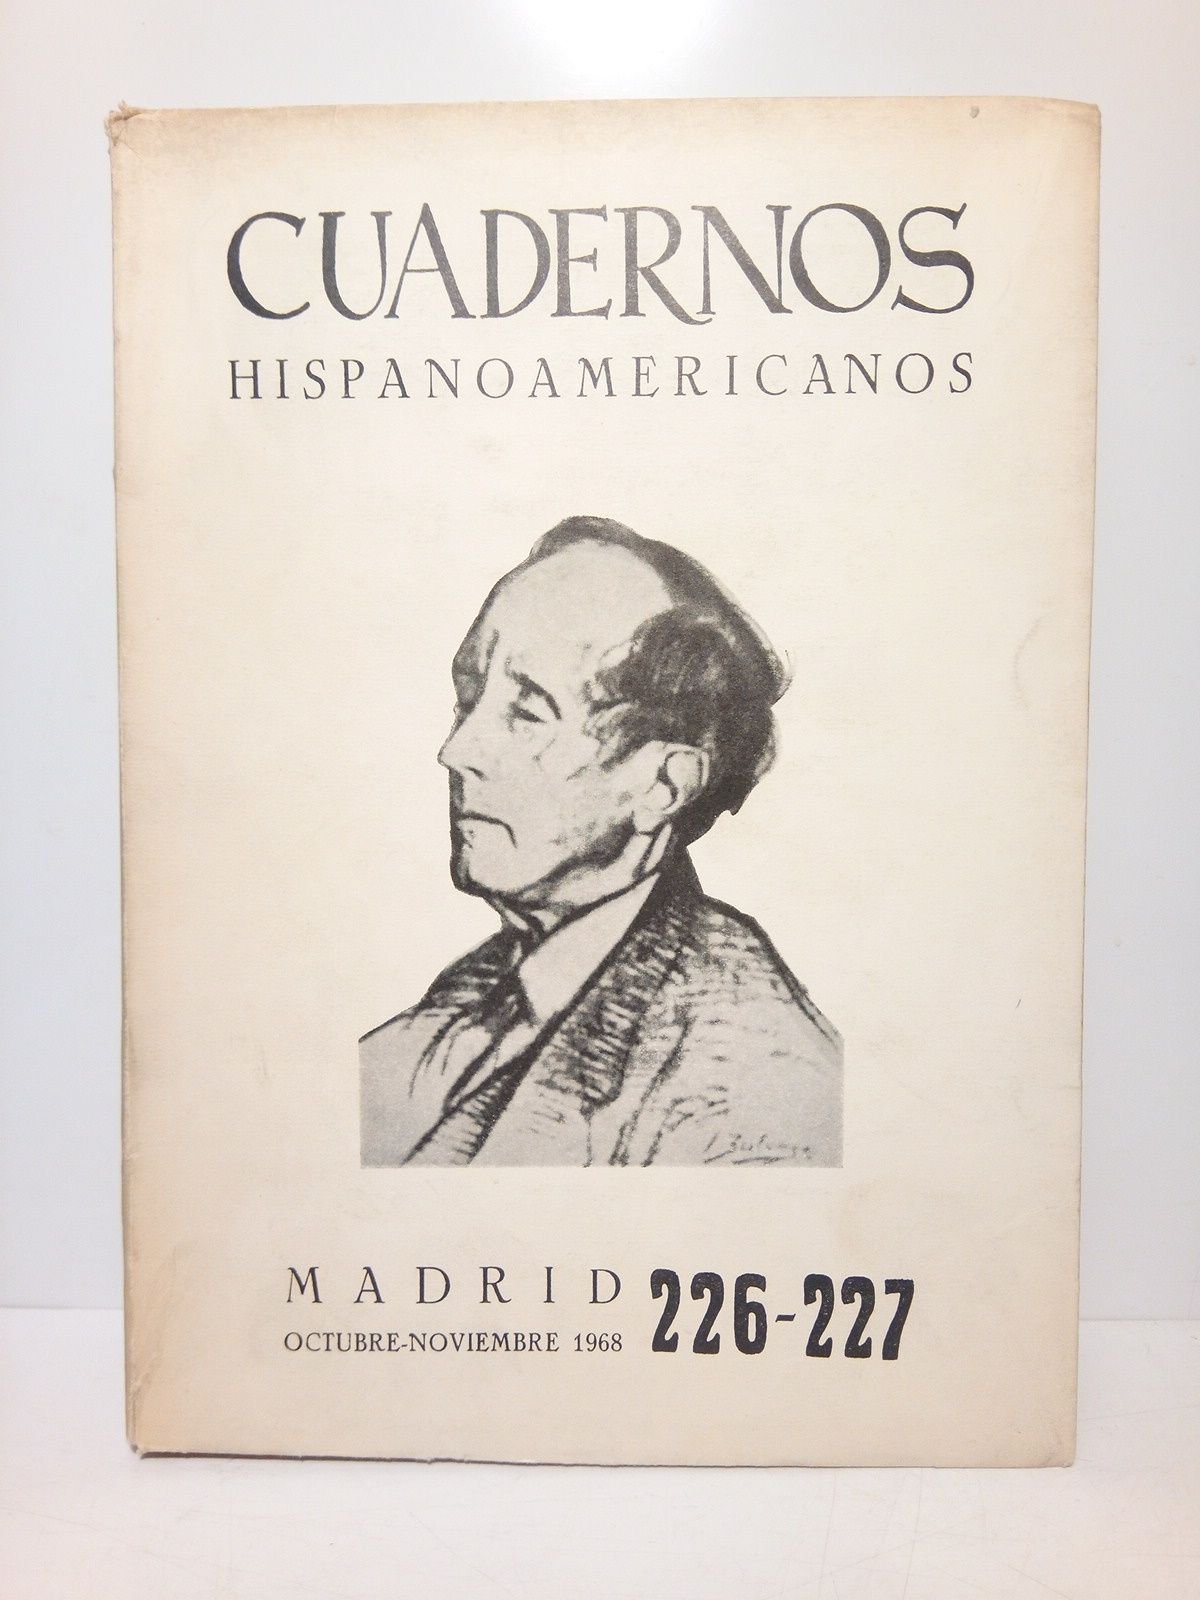 CUADERNOS
HISPANOAMERICANOS
MADRID 226-227
OCTUBRE-NOVIEMBRE 1968